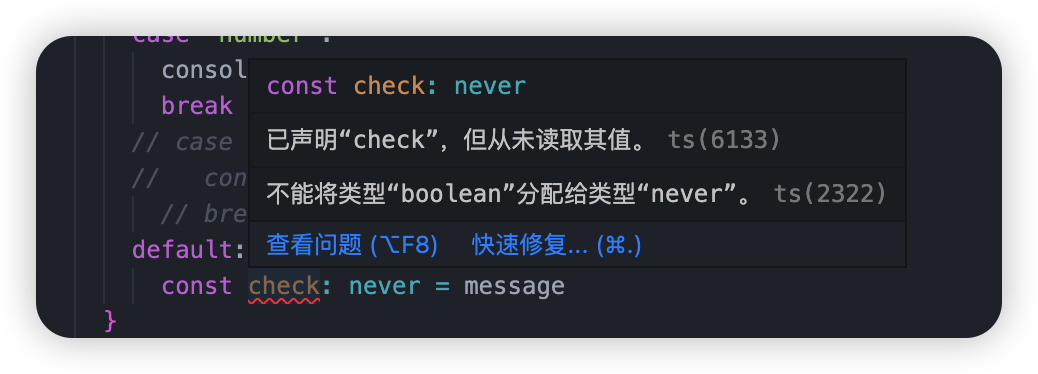 case 'number':
consol
const check: never
break
已声明“check”，但从未读取其值。 ts(6133)
// case
// con
不能将类型“boolean”分配给类型“never”。 ts(2322)
// bre
default:
查看问题 (⌥F8) 快速修复... (⌘.)
const check: never = message
}